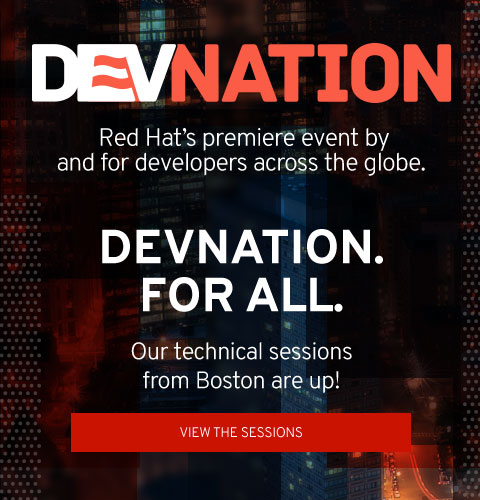 DEVNATION
Red Hat’s premiere event by
and for developers across the globe.
DEVNATION.
FOR ALL.
Our technical sessions
from Boston are up!
VIEW THE SESSIONS